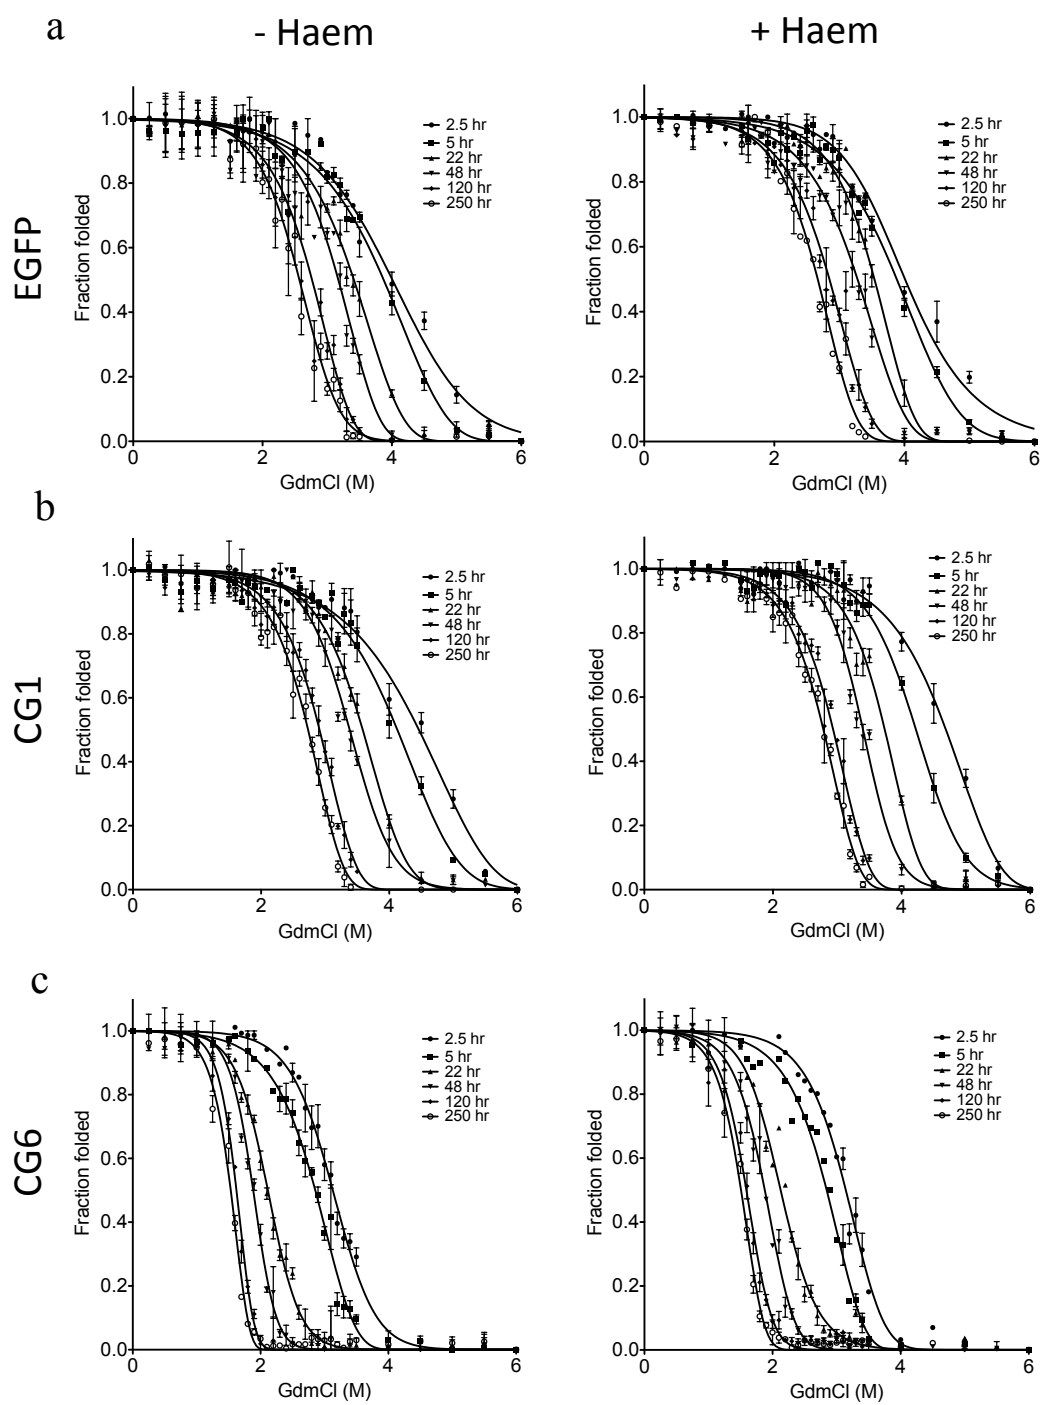 a
- Haem
+ Haem
EGFP
Fraction folded
1.0
0.8
0.6
0.4
0.2
0.0
0
2
4
6
GdmCl (M)
2.5 hr
5 hr
22 hr
48 hr
120 hr
250 hr
Fraction folded
1.0
0.8
0.6
0.4
0.2
0.0
0
2
4
6
GdmCl (M)
2.5 hr
5 hr
22 hr
48 hr
120 hr
250 hr
b
CG1
Fraction folded
1.0
0.8
0.6
0.4
0.2
0.0
0
2
4
6
GdmCl (M)
2.5 hr
5 hr
22 hr
48 hr
120 hr
250 hr
Fraction folded
1.0
0.8
0.6
0.4
0.2
0.0
0
2
4
6
GdmCl (M)
2.5 hr
5 hr
22 hr
48 hr
120 hr
250 hr
c
CG6
Fraction folded
1.0
0.8
0.6
0.4
0.2
0.0
0
2
4
6
GdmCl (M)
2.5 hr
5 hr
22 hr
48 hr
120 hr
250 hr
Fraction folded
1.0
0.8
0.6
0.4
0.2
0.0
0
2
4
6
GdmCl (M)
2.5 hr
5 hr
22 hr
48 hr
120 hr
250 hr